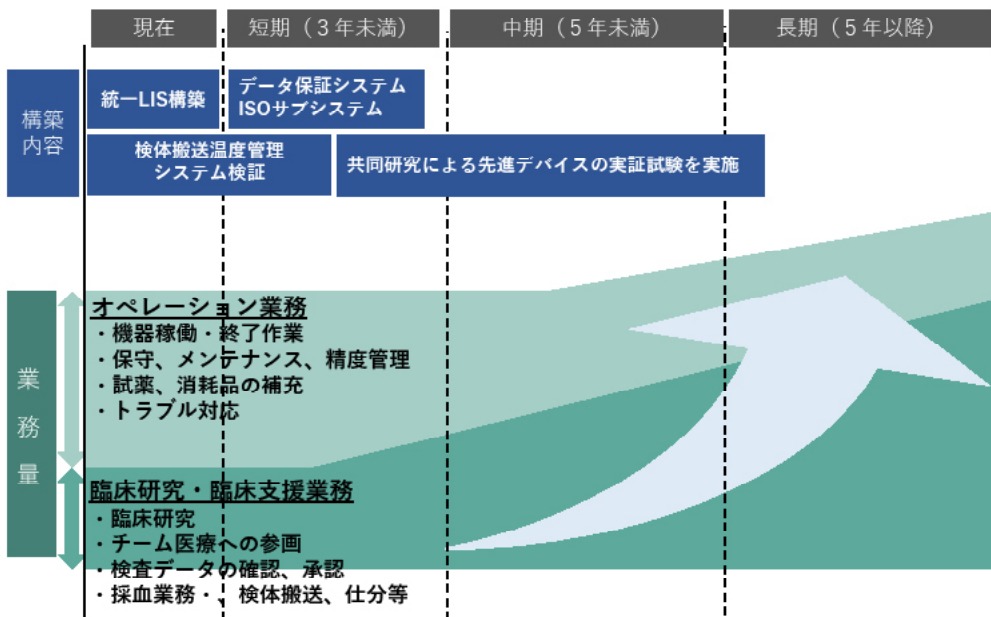 現在
短期（３年未満）
中期（５年未満）
長期（５年以降）
構築
内容
統一LIS構築
データ保証システム
ISOサブシステム
検体搬送温度管理
システム検証
共同研究による先進デバイスの実証試験を実施
業務量
オペレーション業務
・機器稼働・終了作業
・保守、メンテナンス、精度管理
・試薬、消耗品の補充
・トラブル対応
臨床研究・臨床支援業務
・臨床研究
・チーム医療への参画
・検査データの確認、承認
・採血業務・、検体搬送、仕分等